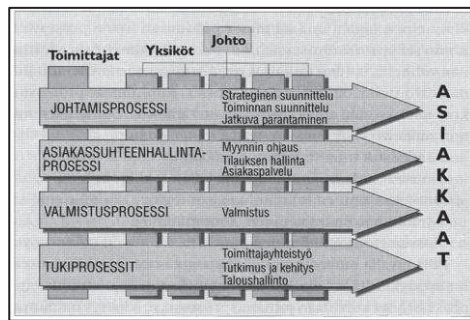 Johto
Toimittajat
Yksiköt
JOHTAMISPROSESSI
Strateginen suunnittelu
Toiminnan suunnittelu
Jatkuva parantaminen
ASIAKASSUHTEENHALLINTA-
PROSESSI
Myynnin ohjaus
Tilauksen hallinta
Asiakaspalvelu
VALMISTUSPROSESSI
Valmistus
TUKIPROSESSIT
Toimittajayhteistyö
Tutkimus ja kehitys
Taloushallinto
ASIAKKAAT